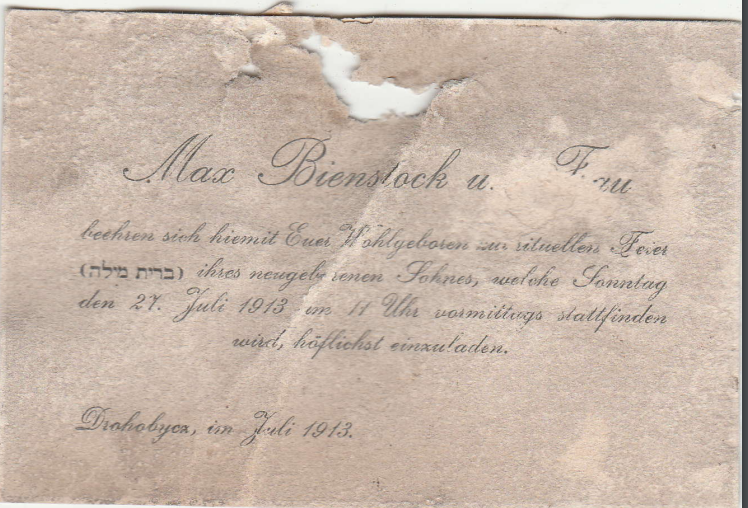 Max Bienstock u. Frau
beehren sich hiemit Euer Wohlgeboren zur rituellen Feier
(ברית מילה) ihres neugeborenen Sohnes, welche Sonntag
den 27. Juli 1913 um 11 Uhr vormittags stattfinden
wird, höflichst einzuladen.
Drohobycz, im Juli 1913.